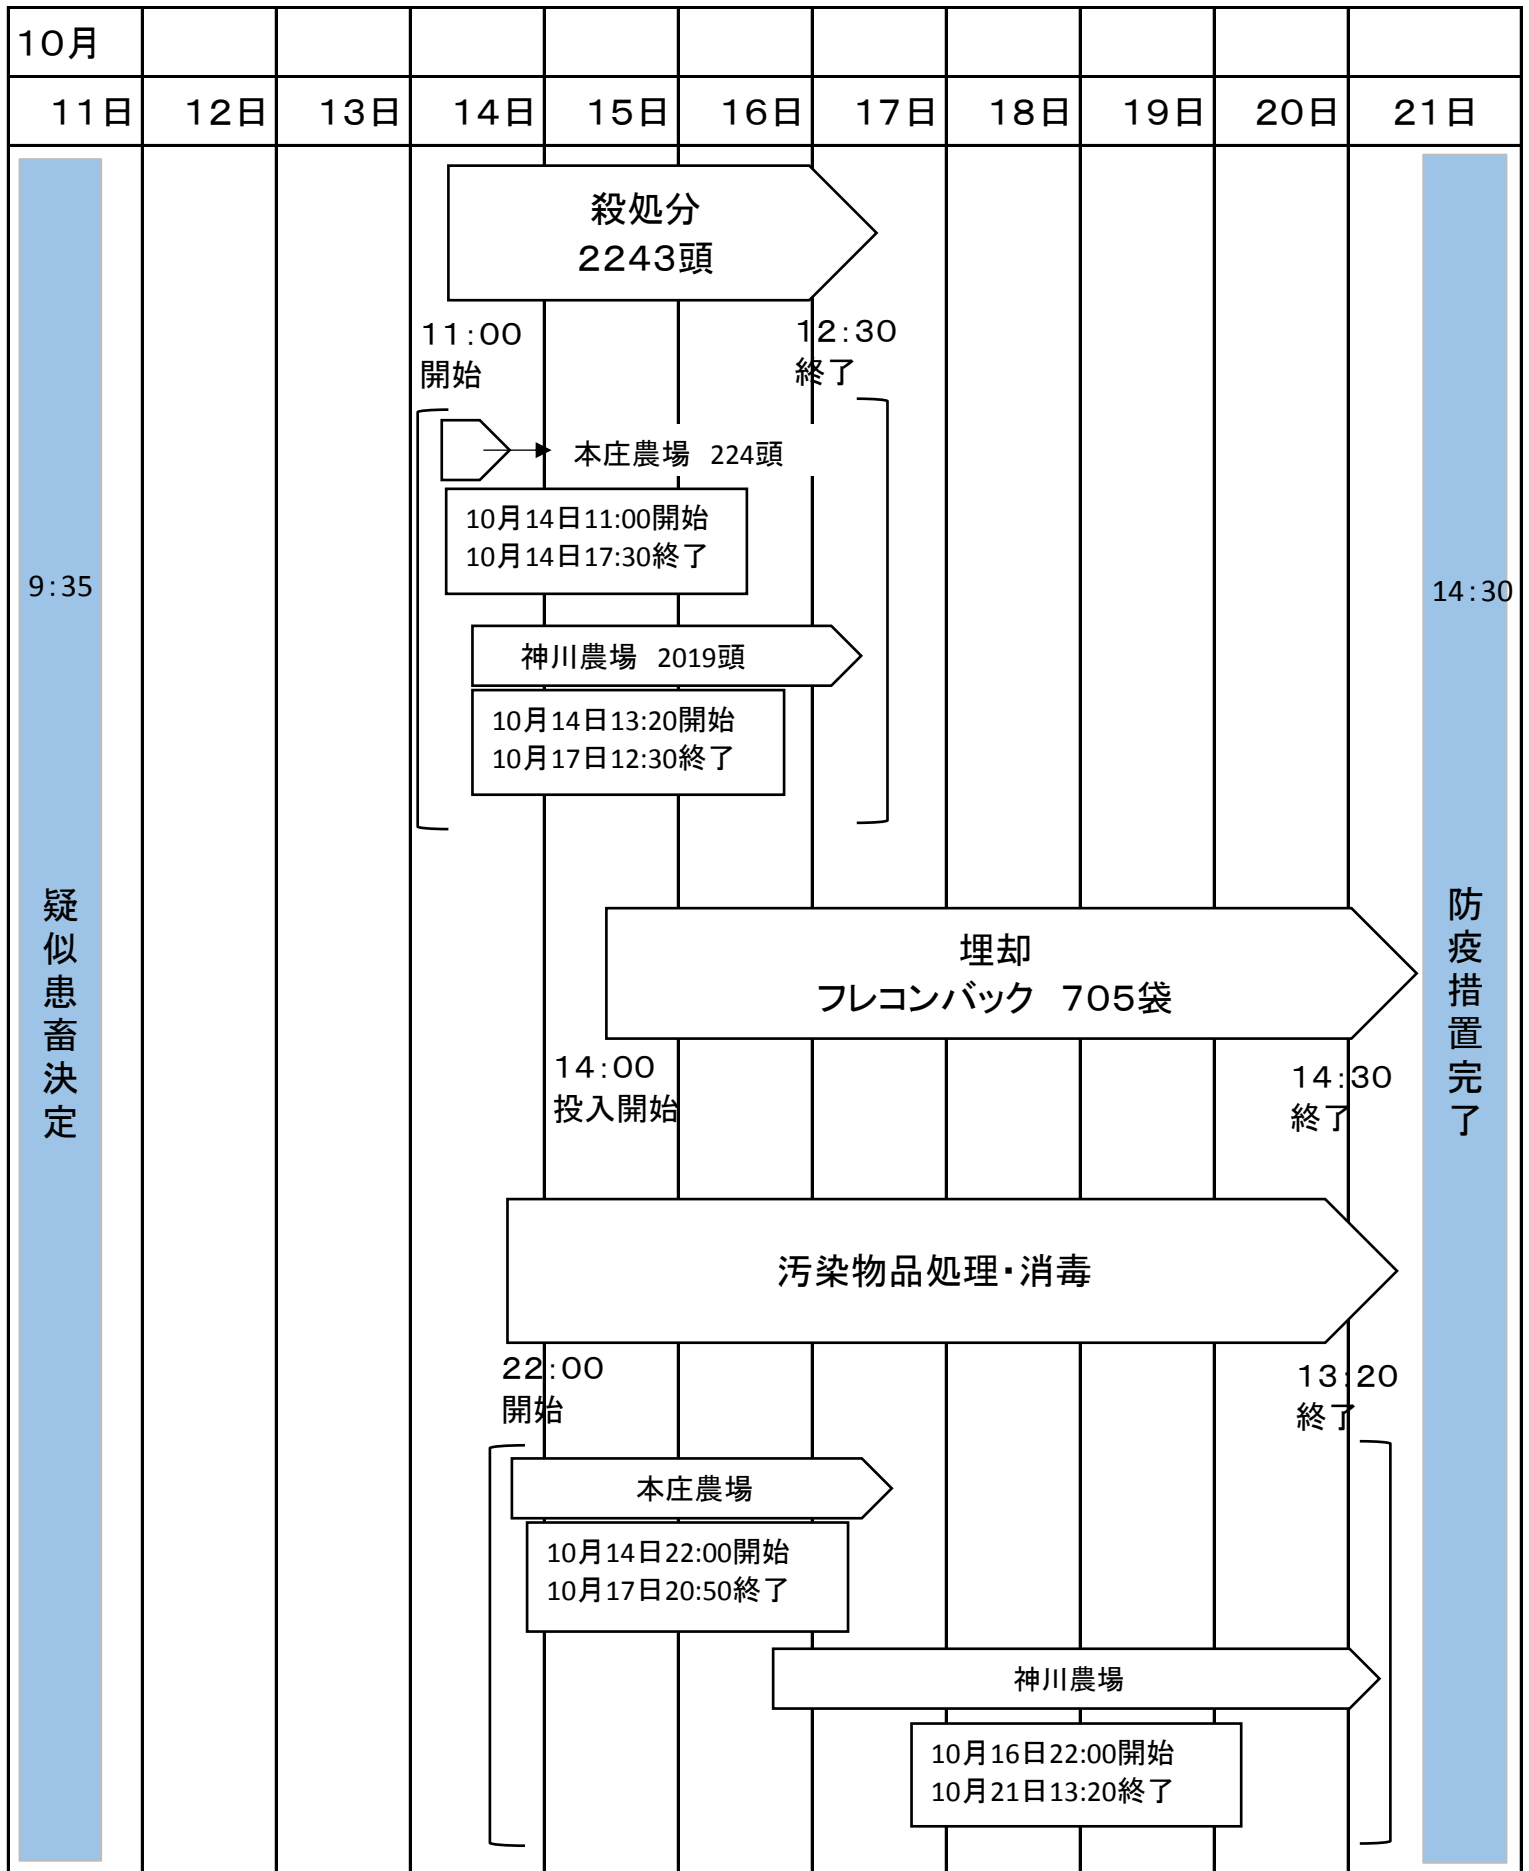 10月
11日 12日 13日 14日 15日 16日 17日 18日 19日 20日 21日
殺処分
2243頭
11:00
開始
12:30
終了
本庄農場 224頭
10月14日11:00開始
10月14日17:30終了
9:35
疑似患畜決定
14:30
防疫措置完了
神川農場 2019頭
10月14日13:20開始
10月17日12:30終了
埋却
フレコンバック 705袋
14:00
投入開始
14:30
終了
汚染物品処理・消毒
22:00
開始
13:20
終了
本庄農場
10月14日22:00開始
10月17日20:50終了
神川農場
10月16日22:00開始
10月21日13:20終了